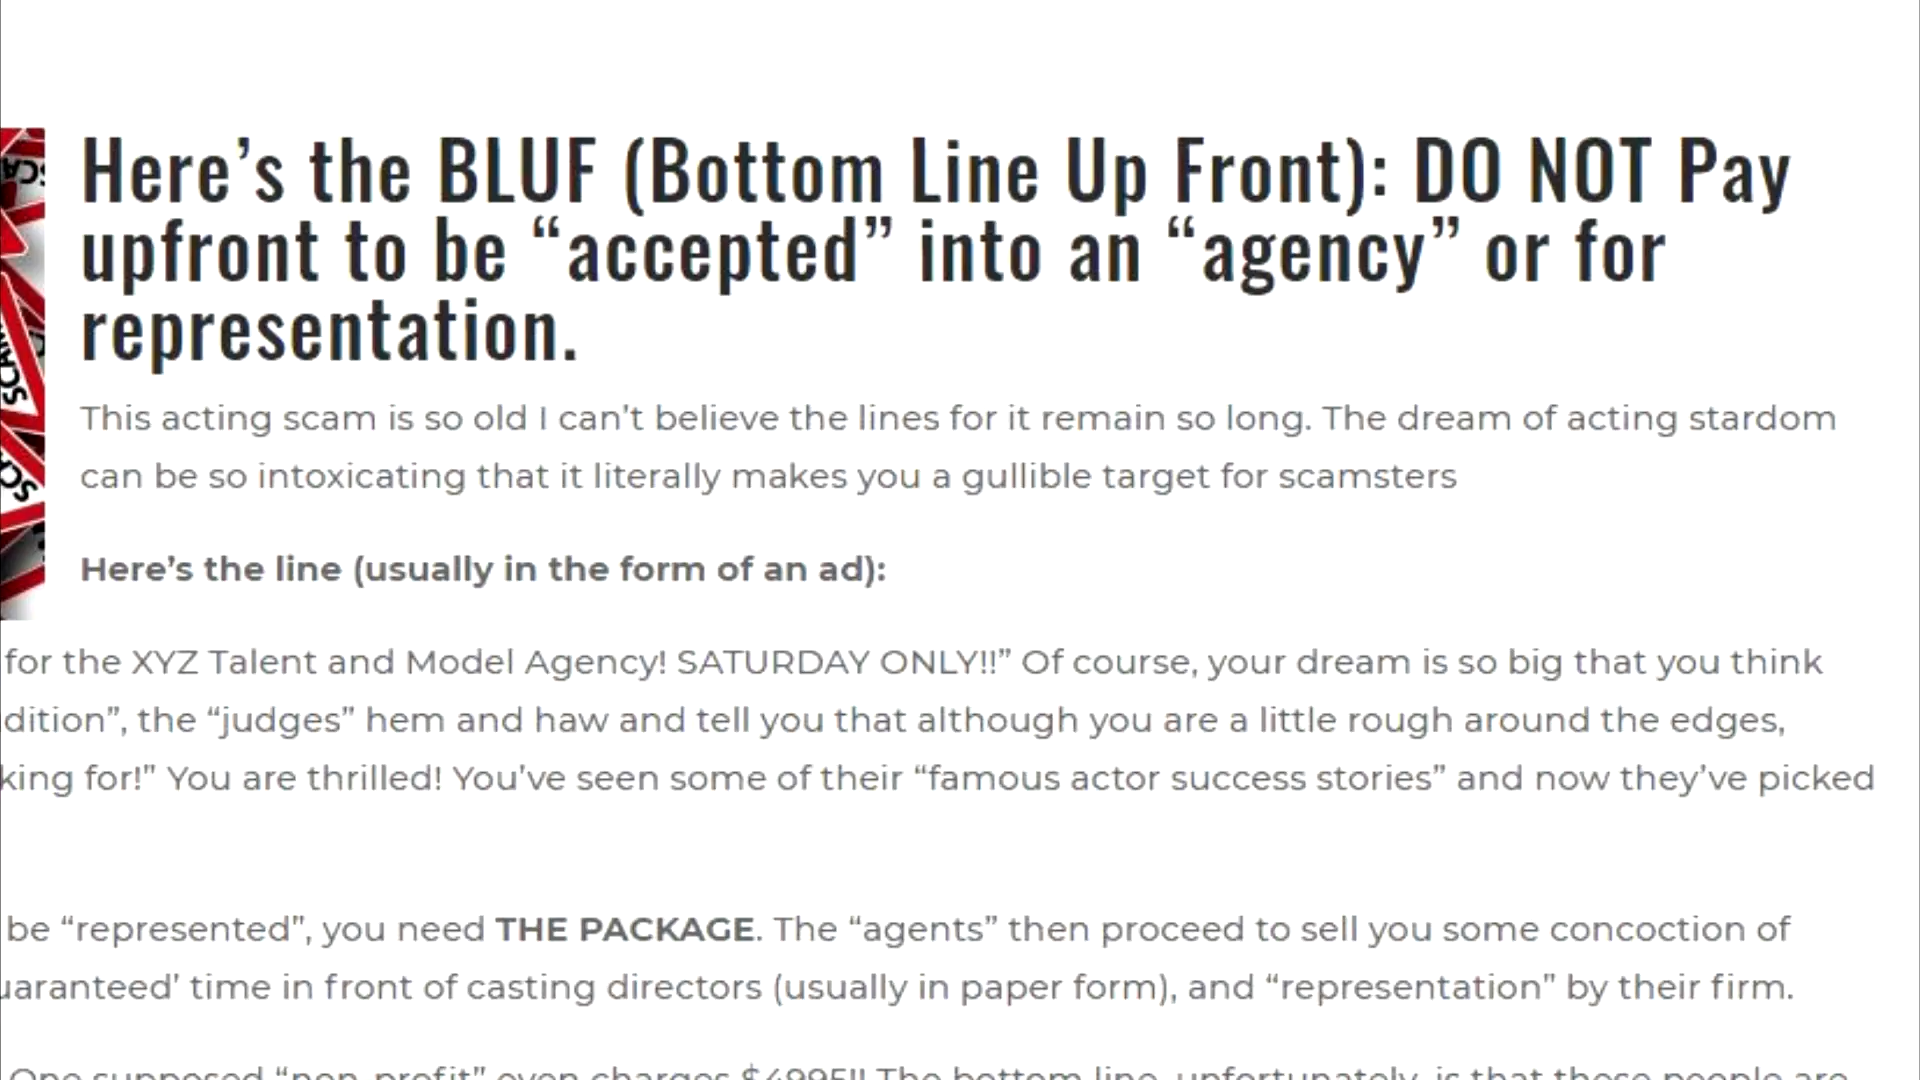 Here’s the BLUF (Bottom Line Up Front): DO NOT Pay
upfront to be “accepted” into an “agency” or for
representation.
This acting scam is so old I can’t believe the lines for it remain so long. The dream of acting stardom
can be so intoxicating that it literally makes you a gullible target for scamsters
Here’s the line (usually in the form of an ad):
for the XYZ Talent and Model Agency! SATURDAY ONLY!!” Of course, your dream is so big that you think
dition”, the “judges” hem and haw and tell you that although you are a little rough around the edges,
king for!” You are thrilled! You’ve seen some of their “famous actor success stories” and now they’ve picked
be “represented”, you need THE PACKAGE. The “agents” then proceed to sell you some concoction of
uaranteed’ time in front of casting directors (usually in paper form), and “representation” by their firm.
One supposed “non-profit” even charges $4995!! The bottom line, unfortunately, is that these people are